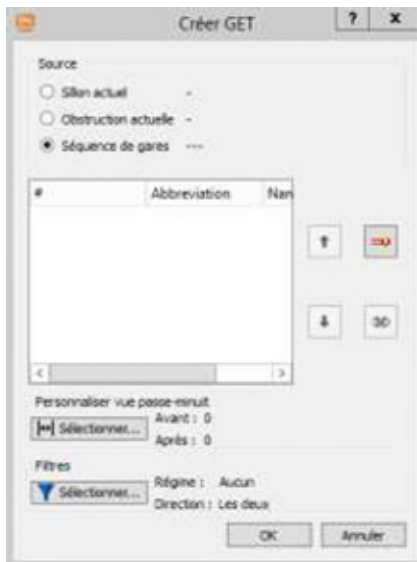 Créer GET
? x
Source
Sillon actuel -
Obstruction actuelle -
Séquence de gares ---
# Abbreviation Nan
Personnaliser vue passe-minuit
Sélectionner... Avant : 0
Après : 0
Filtres
Sélectionner... Régime : Aucun
Direction : Les deux
OK Annuler